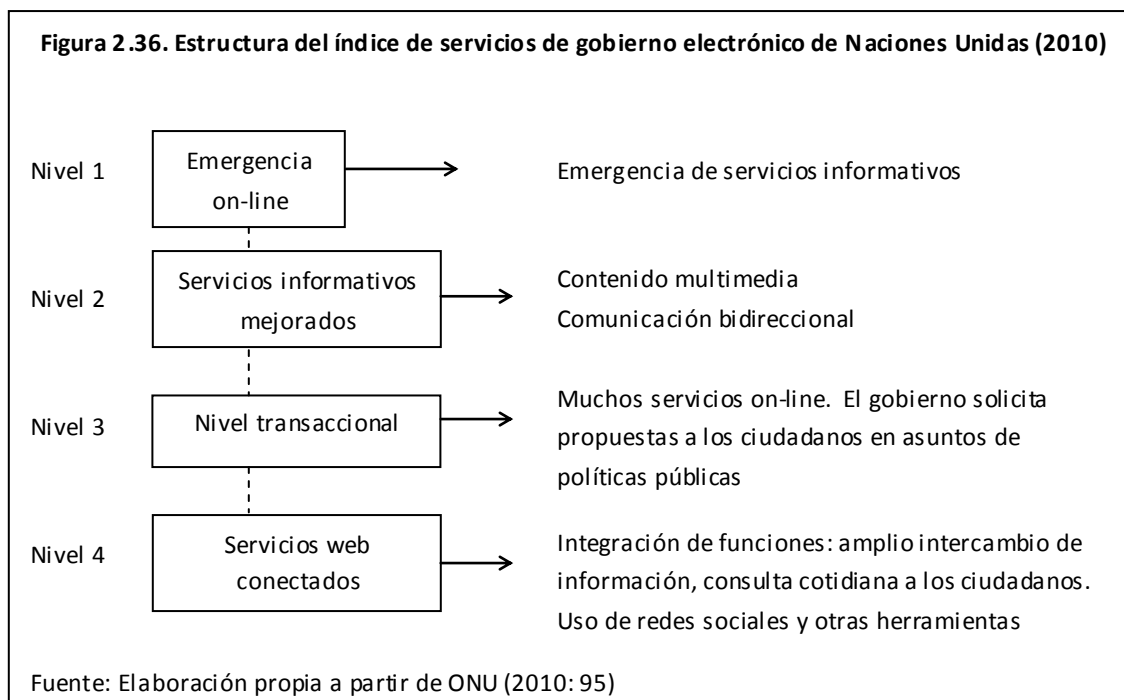 Figura 2.36. Estructura del índice de servicios de gobierno electrónico de Naciones Unidas (2010)
Nivel 1
Emergencia
on-line
Emergencia de servicios informativos
Nivel 2
Servicios informativos
mejorados
Contenido multimedia
Comunicación bidireccional
Nivel 3
Nivel transaccional
Muchos servicios on-line. El gobierno solicita
propuestas a los ciudadanos en asuntos de
políticas públicas
Nivel 4
Servicios web
conectados
Integración de funciones: amplio intercambio de
información, consulta cotidiana a los ciudadanos.
Uso de redes sociales y otras herramientas
Fuente: Elaboración propia a partir de ONU (2010: 95)